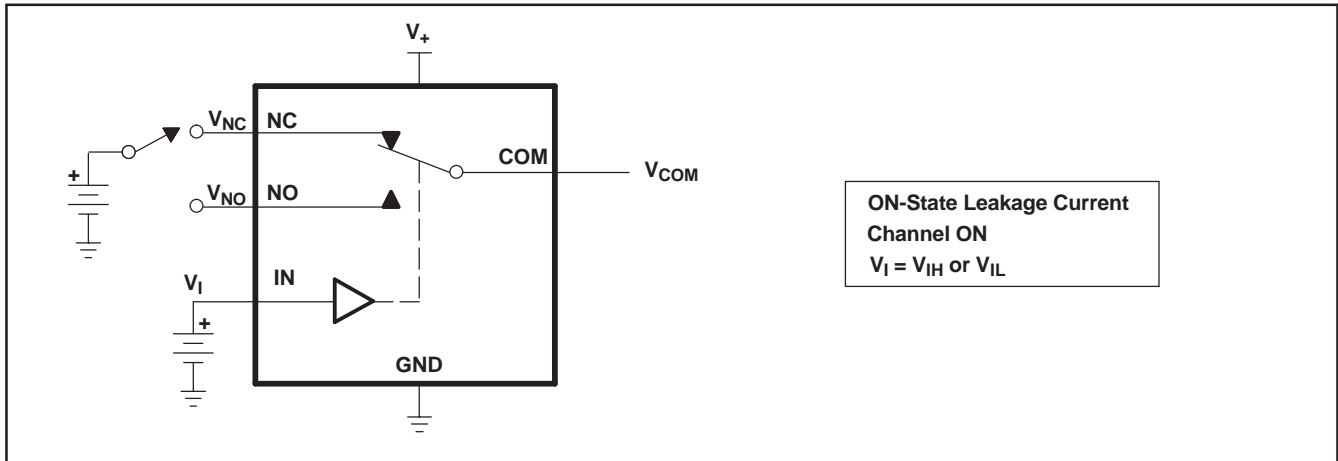 V+
VNC NC
COM
VCOM
+
VNO NO
VI IN
+
GND
ON-State Leakage Current
Channel ON
VI = VIH or VIL